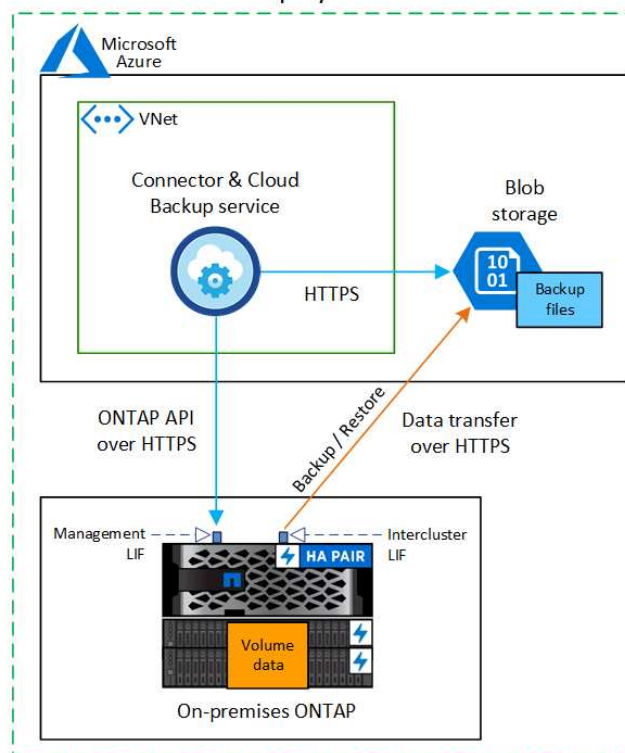 Microsoft
Azure
VNet
Connector & Cloud
Backup service
Blob
storage
10
01
Backup
files
HTTPS
ONTAP API
over HTTPS
Backup / Restore
Data transfer
over HTTPS
Management
LIF
Intercluster
LIF
HA PAIR
Volume
data
On-premises ONTAP